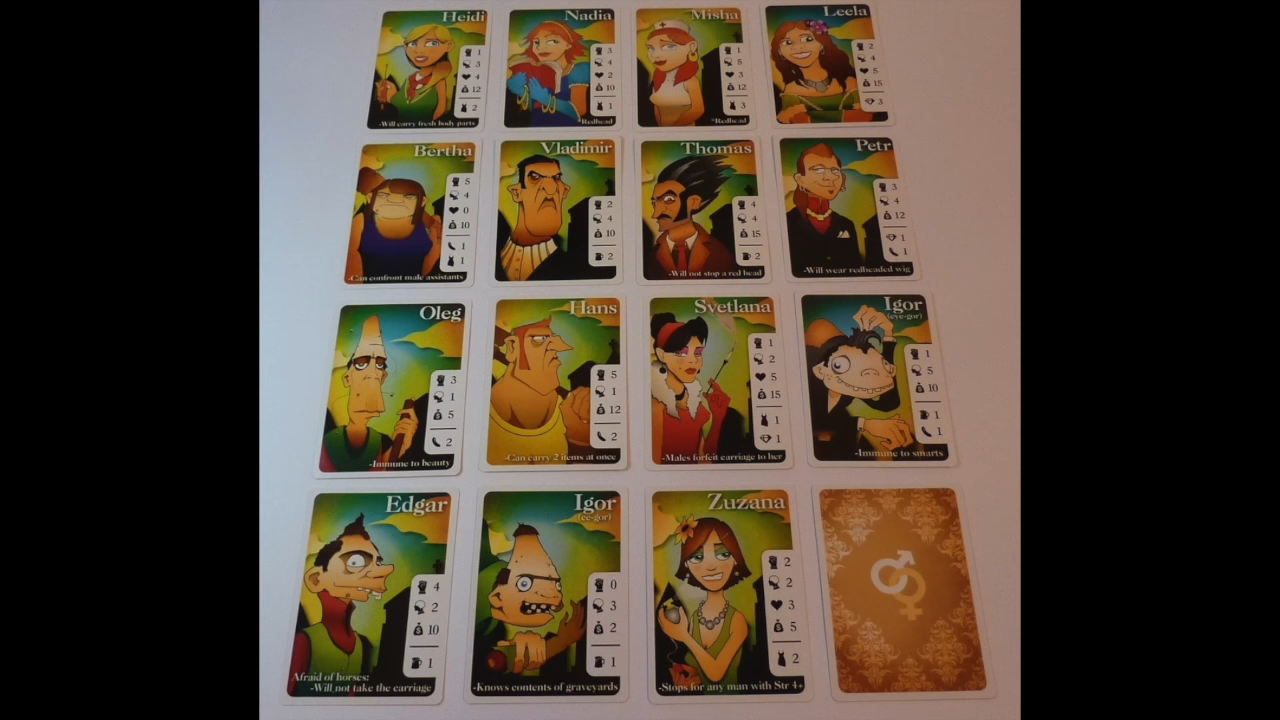 Heidi
1
3
4
12
2
-Will carry fresh body parts
Nadia
3
4
2
10
1
*Redhead
Misha
1
5
3
12
3
*Redhead
Leela
2
4
5
15
3
Bertha
5
4
0
10
1
1
-Can confront male assistants
Vladimir
2
4
10
2
Thomas
4
4
15
2
-Will not stop a red head
Petr
3
4
12
1
1
-Will wear redheaded wig
Oleg
3
1
5
2
-Immune to beauty
Hans
5
1
12
2
-Can carry 2 items at once
Svetlana
1
2
5
15
1
1
-Males forfeit carriage to her
Igor
(eye-gor)
1
5
10
1
1
-Immune to smarts
Edgar
4
2
10
1
Afraid of horses:
-Will not take the carriage
Igor
(ee-gor)
0
3
2
1
-Knows contents of graveyards
Zuzana
2
2
3
5
2
-Stops for any man with Str 4+